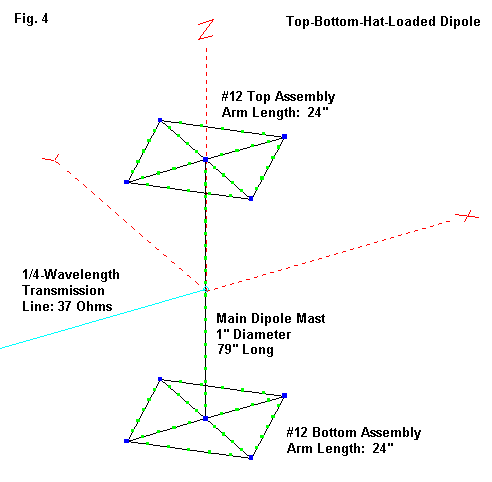 Fig. 4
Top-Bottom-Hat-Loaded Dipole
Z
#12 Top Assembly
Arm Length: 24"
Y
X
1/4-Wavelength
Transmission
Line: 37 Ohms
Main Dipole Mast
1" Diameter
79" Long
#12 Bottom Assembly
Arm Length: 24"